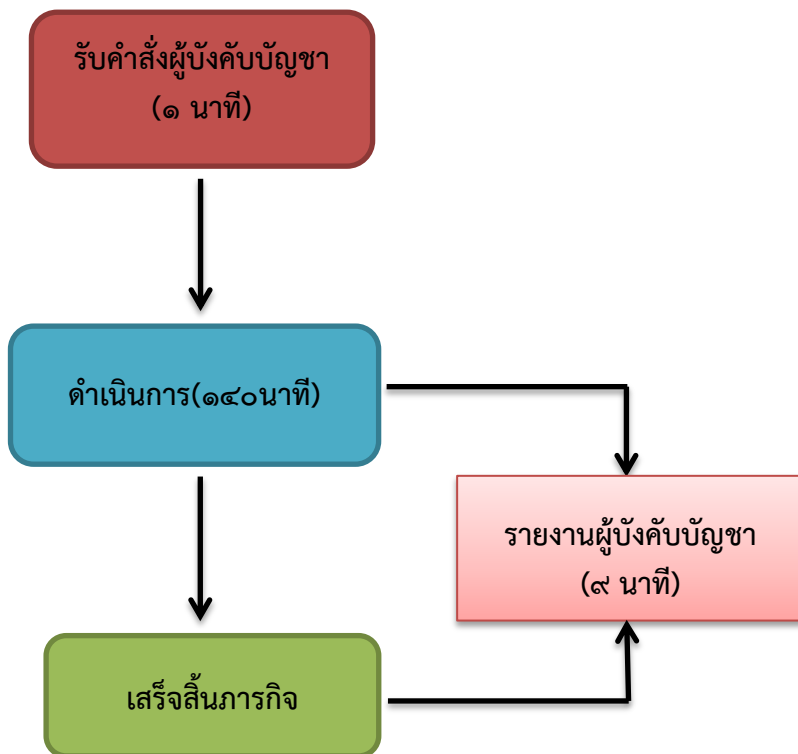 รับคำสั่งผู้บังคับบัญชา
(๑ นาที)
ดำเนินการ(๑๔๐นาที)
รายงานผู้บังคับบัญชา
(๙ นาที)
เสร็จสิ้นภารกิจ